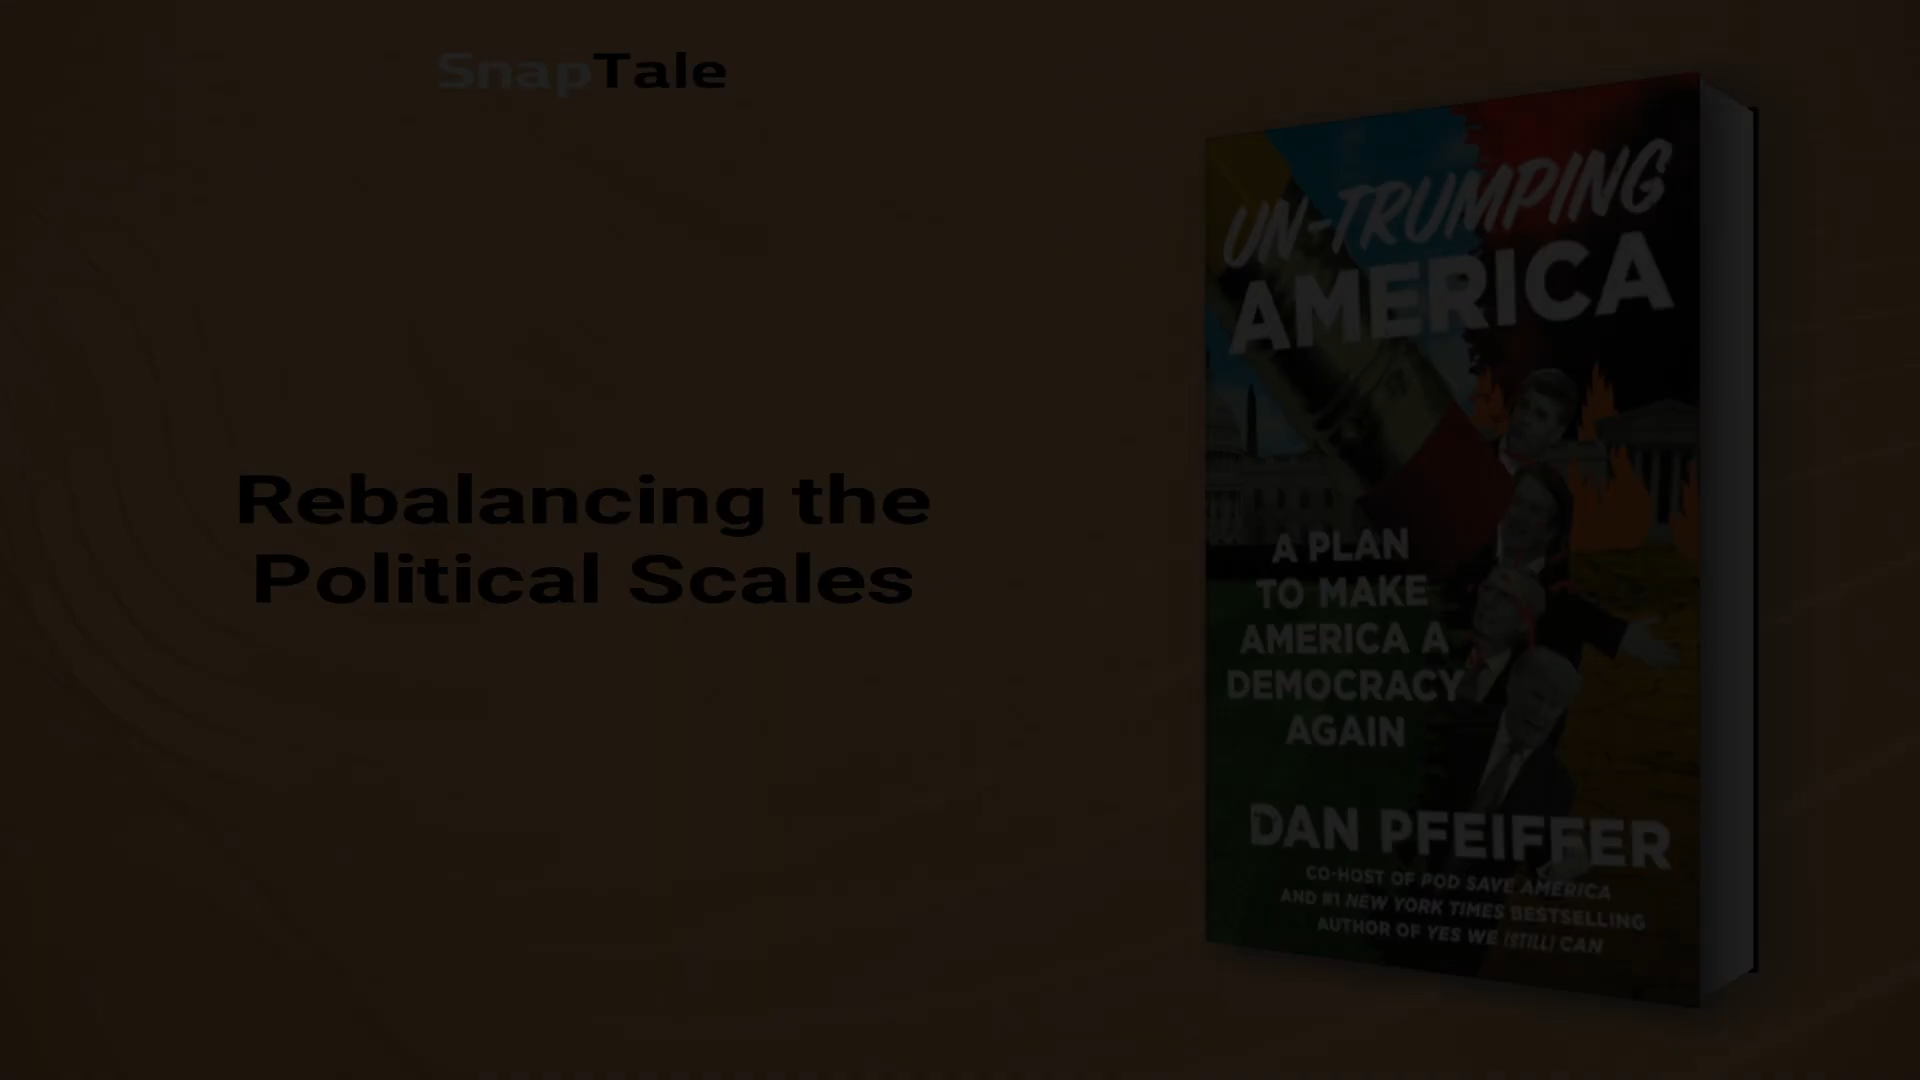 SnapTale
Rebalancing the
Political Scales
UN-TRUMPING
AMERICA
A PLAN
TO MAKE
AMERICA A
DEMOCRACY
AGAIN
DAN PFEIFFER
CO-HOST OF POD SAVE AMERICA
AND #1 NEW YORK TIMES BESTSELLING
AUTHOR OF YES WE (STILL) CAN